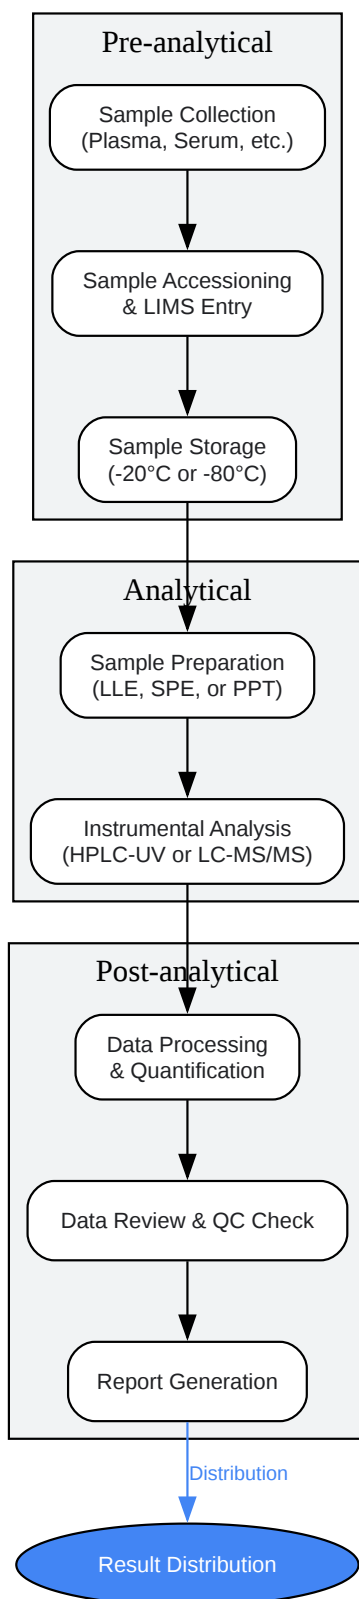 Pre-analytical
Sample Collection
(Plasma, Serum, etc.)
Sample Accessioning
& LIMS Entry
Sample Storage
(-20°C or -80°C)
Analytical
Sample Preparation
(LLE, SPE, or PPT)
Instrumental Analysis
(HPLC-UV or LC-MS/MS)
Post-analytical
Data Processing
& Quantification
Data Review & QC Check
Report Generation
Distribution
Result Distribution